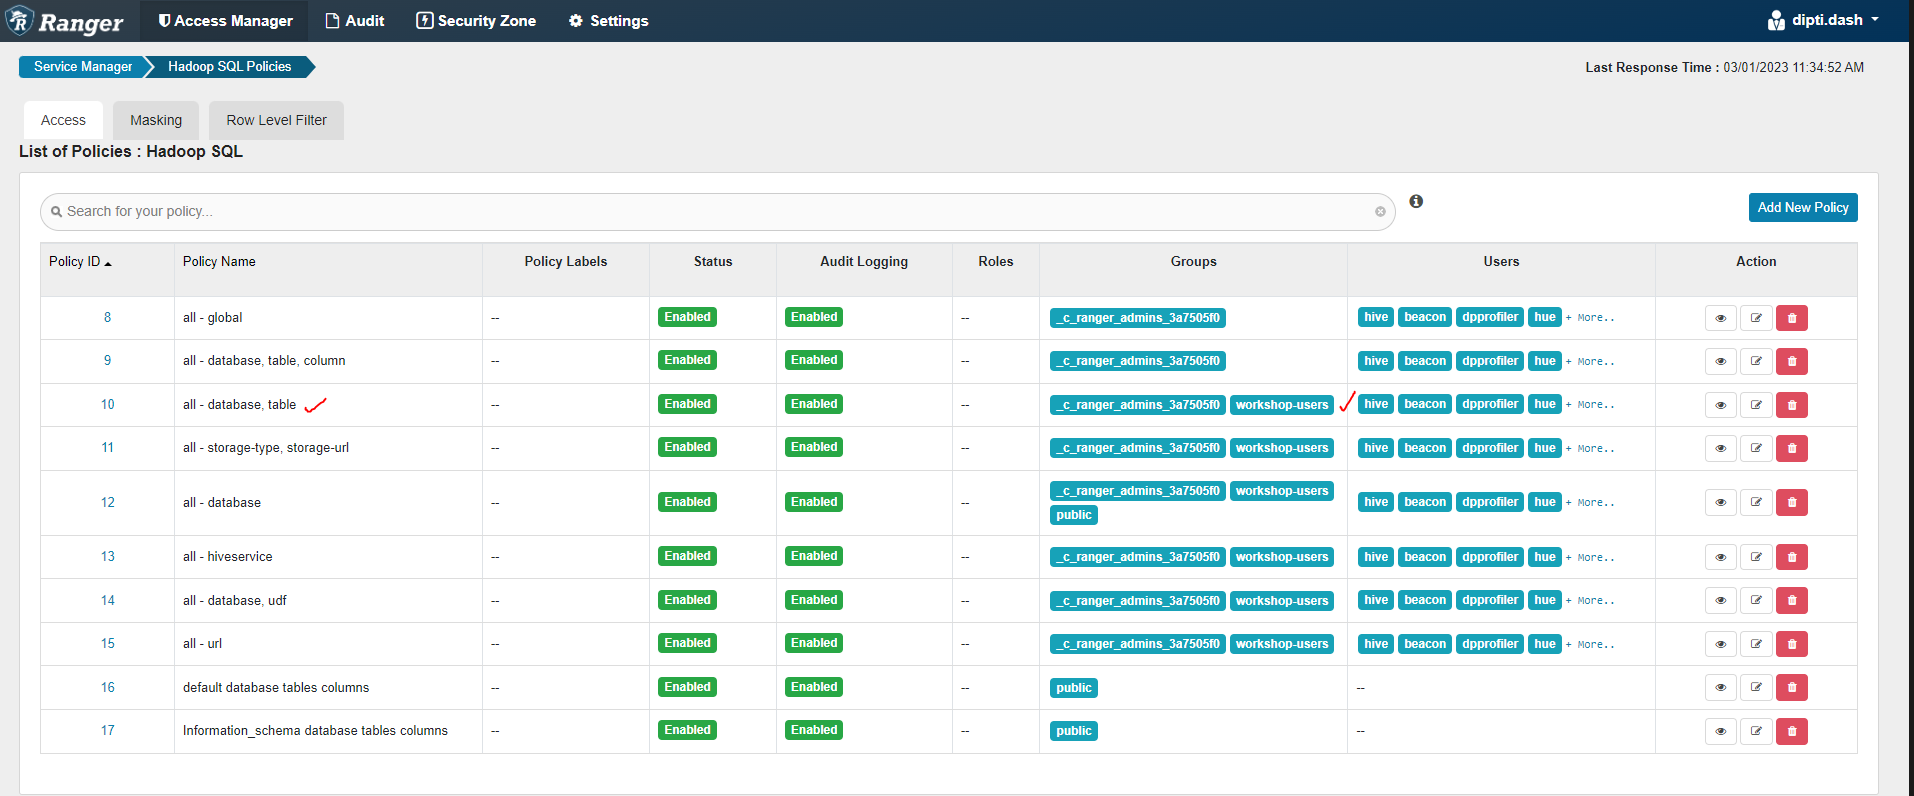 Ranger Access Manager Audit Security Zone Settings dipti.dash
Service Manager Hadoop SQL Policies Last Response Time : 03/01/2023 11:34:52 AM
Access Masking Row Level Filter
List of Policies : Hadoop SQL
Search for your policy... Add New Policy
Policy ID Policy Name Policy Labels Status Audit Logging Roles Groups Users Action
8 all - global -- Enabled Enabled -- _c_ranger_admins_3a7505f0 hive beacon dpprofiler hue + More..
9 all - database, table, column -- Enabled Enabled -- _c_ranger_admins_3a7505f0 hive beacon dpprofiler hue + More..
10 all - database, table -- Enabled Enabled -- _c_ranger_admins_3a7505f0 workshop-users hive beacon dpprofiler hue + More..
11 all - storage-type, storage-url -- Enabled Enabled -- _c_ranger_admins_3a7505f0 workshop-users hive beacon dpprofiler hue + More..
12 all - database -- Enabled Enabled -- _c_ranger_admins_3a7505f0 workshop-users hive beacon dpprofiler hue + More..
public
13 all - hiveservice -- Enabled Enabled -- _c_ranger_admins_3a7505f0 workshop-users hive beacon dpprofiler hue + More..
14 all - database, udf -- Enabled Enabled -- _c_ranger_admins_3a7505f0 workshop-users hive beacon dpprofiler hue + More..
15 all - url -- Enabled Enabled -- _c_ranger_admins_3a7505f0 workshop-users hive beacon dpprofiler hue + More..
16 default database tables columns -- Enabled Enabled -- public --
17 Information_schema database tables columns -- Enabled Enabled -- public --